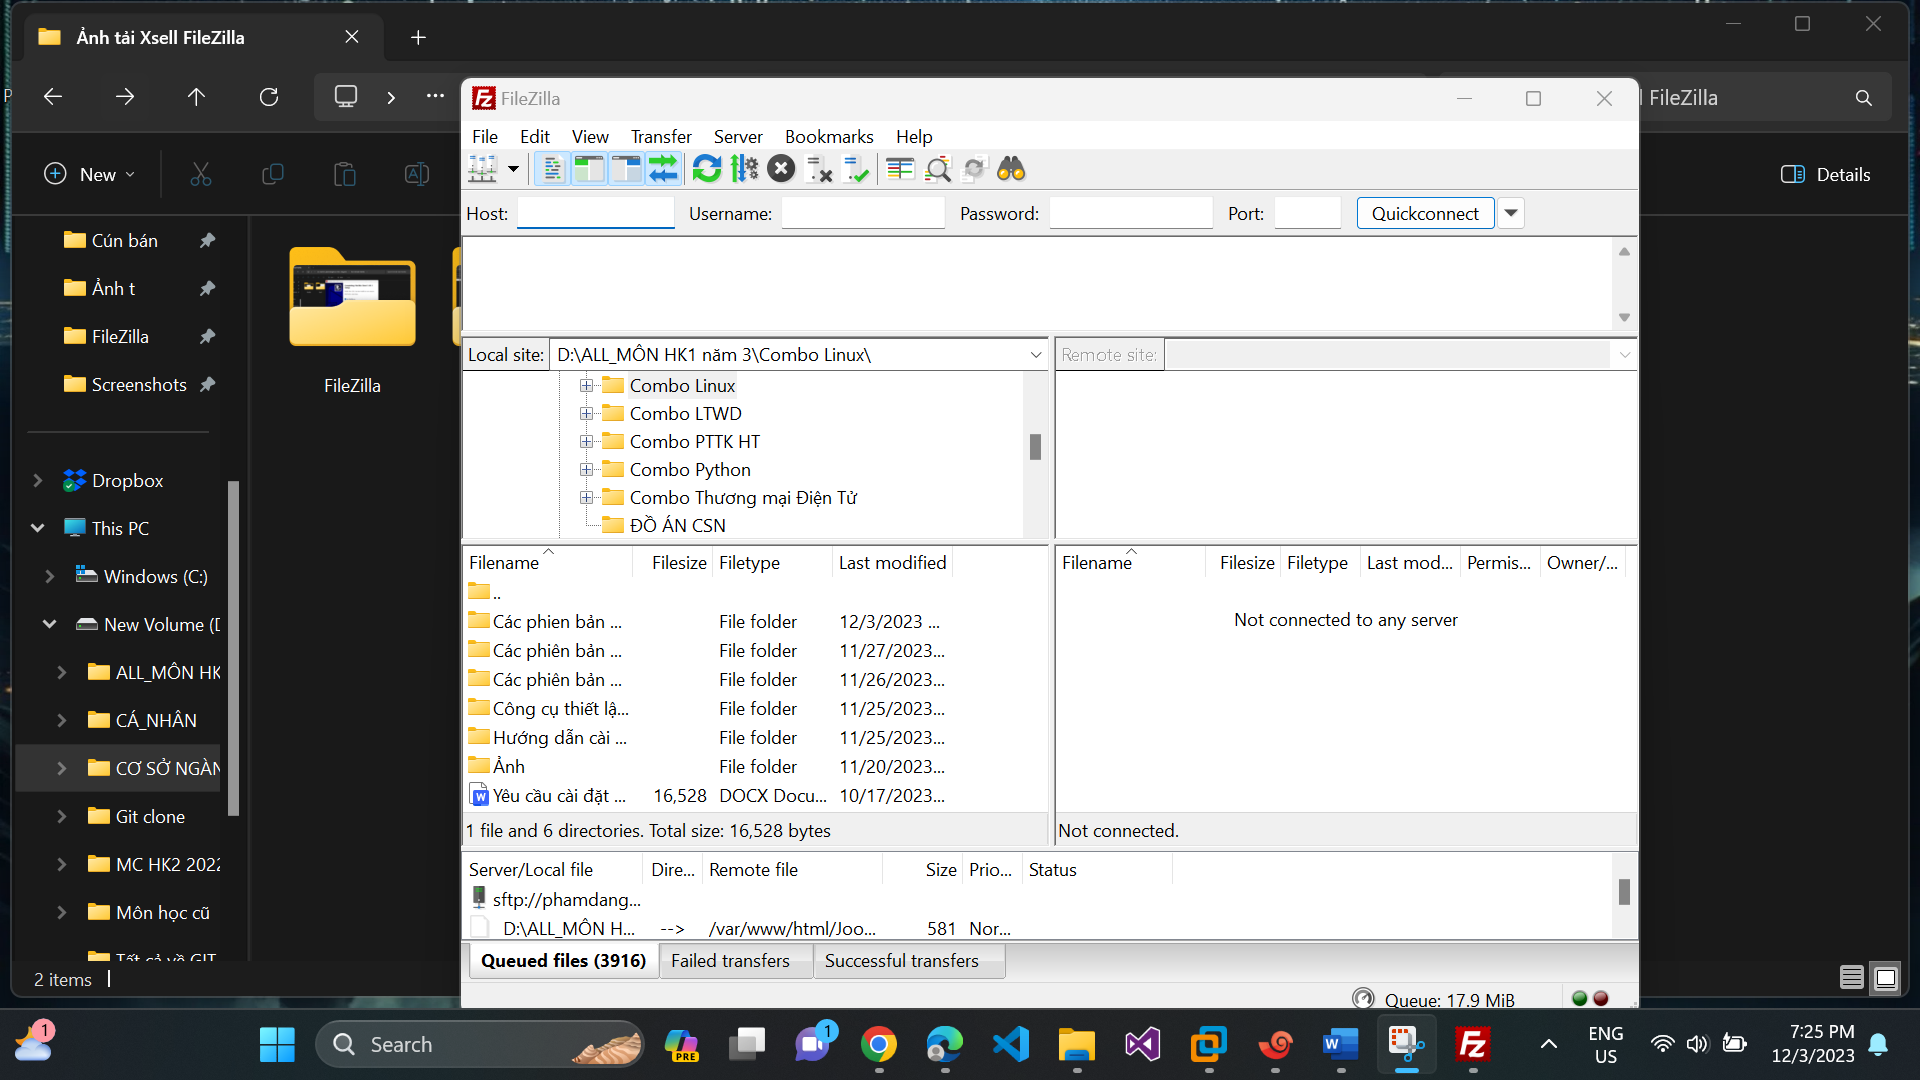 Ảnh tải Xsell FileZilla
FileZilla
New
Details
Cún bán
Ảnh t
FileZilla
Screenshots
Dropbox
This PC
Windows (C:)
New Volume (D
ALL_MÔN HK
CÁ_NHÂN
CƠ SỞ NGÀN
Git clone
MC HK2 2022
Môn học cũ
Tất cả về GIT
2 items
FileZilla
FileZilla
File Edit View Transfer Server Bookmarks Help
Host: Username: Password: Port: Quickconnect
Local site: D:\ALL_MÔN HK1 năm 3\Combo Linux\
Combo Linux
Combo LTWD
Combo PTTK HT
Combo Python
Combo Thương mại Điện Tử
ĐỒ ÁN CSN
Remote site:
Filename Filesize Filetype Last modified
..
Các phien bản ... File folder 12/3/2023 ...
Các phiên bản ... File folder 11/27/2023...
Các phiên bản ... File folder 11/26/2023...
Công cụ thiết lậ... File folder 11/25/2023...
Hướng dẫn cài ... File folder 11/25/2023...
Ảnh File folder 11/20/2023...
Yêu cầu cài đặt ... 16,528 DOCX Docu... 10/17/2023...
1 file and 6 directories. Total size: 16,528 bytes
Filename Filesize Filetype Last mod... Permis... Owner/...
Not connected to any server
Not connected.
Server/Local file Dire... Remote file Size Prio... Status
sftp://phamdang...
D:\ALL_MÔN H... --> /var/www/html/Joo... 581 Nor...
Queued files (3916) Failed transfers Successful transfers
Queue: 17.9 MiB
1
Search
PRE
1
ENG
US
7:25 PM
12/3/2023